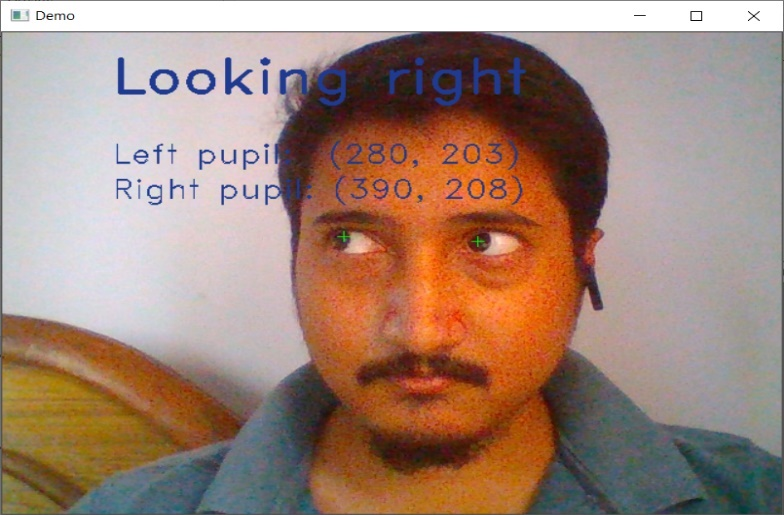 Demo
Looking right
Left pupil: (280, 203)
Right pupil: (390, 208)